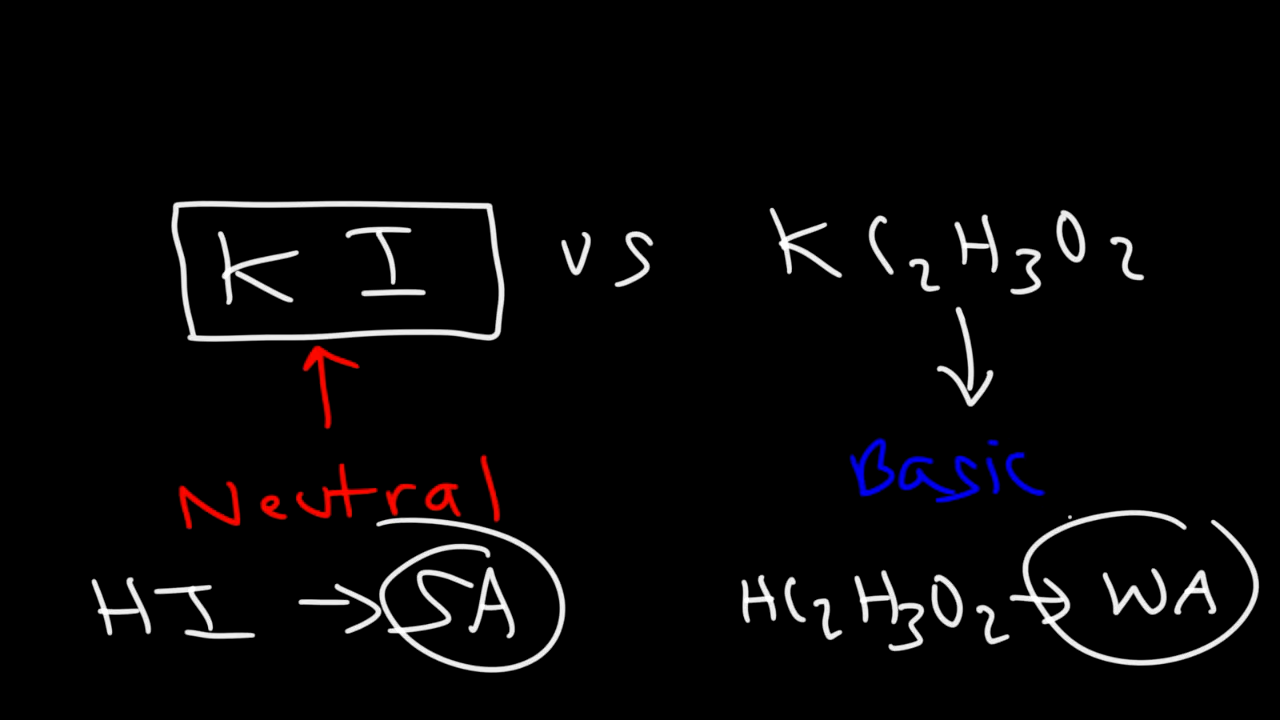 KI vs KC₂H₃O₂
Neutral Basic
HI → SA HC₂H₃O₂ → WA